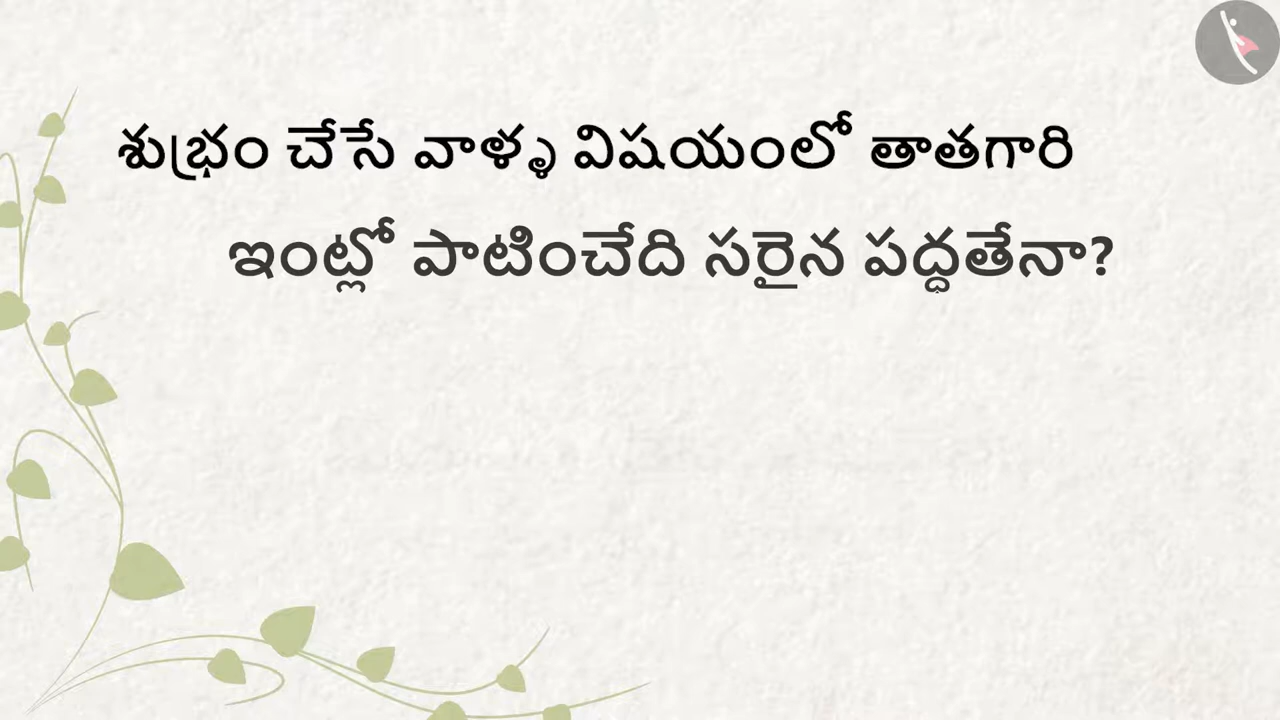 శుభ్రం చేసే వాళ్ళ విషయంలో తాతగారి
ఇంట్లో పాటించేది సరైన పద్ధతేనా?